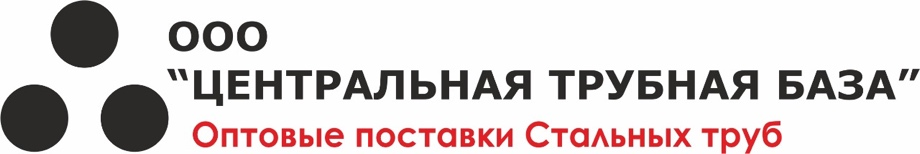 ООО
“ЦЕНТРАЛЬНАЯ ТРУБНАЯ БАЗА”
Оптовые поставки Стальных труб